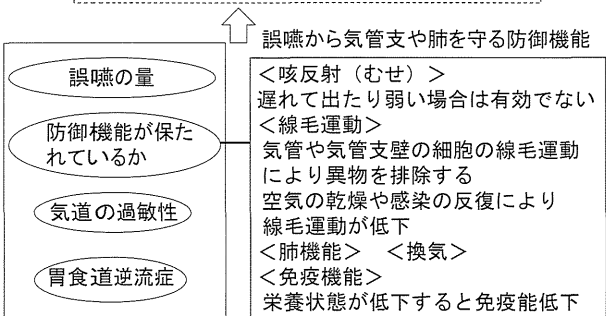 誤嚥から気管支や肺を守る防御機能
誤嚥の量
防御機能が保た
れているか
気道の過敏性
胃食道逆流症
＜咳反射（むせ）＞
遅れて出たり弱い場合は有効でない
＜線毛運動＞
気管や気管支壁の細胞の線毛運動
により異物を排除する
空気の乾燥や感染の反復により
線毛運動が低下
＜肺機能＞　＜換気＞
＜免疫機能＞
栄養状態が低下すると免疫能低下